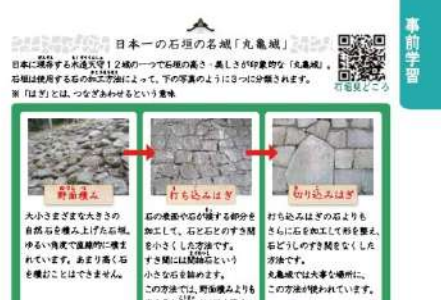 事前学習
日本一の石垣の名城「丸亀城」
日本に現存する木造天守12城の一つで石垣の高さ・美しさが印象的な「丸亀城」。
石垣は使用する石の加工方法によって、下の写真のように3つに分類されます。
※「はぎ」とは、つなぎあわせるという意味
石垣見どころ
野面積み
大小さまざまな大きさの
自然石を積み上げた石垣。
ゆるい角度で直線的に積ま
れています。あまり高く石
を積むことはできません。
打ち込みはぎ
石の表面や石が接する部分を
加工して、石と石とのすき間
を小さくした方法です。
すき間には間詰石という
小さな石を詰めます。
この方法では、野面積みよりも
切り込みはぎ
打ち込みはぎの石よりも
さらに石を加工して形を整え、
石どうしのすき間をなくした
方法です。
丸亀城では大事な場所に、
この方法が使われています。